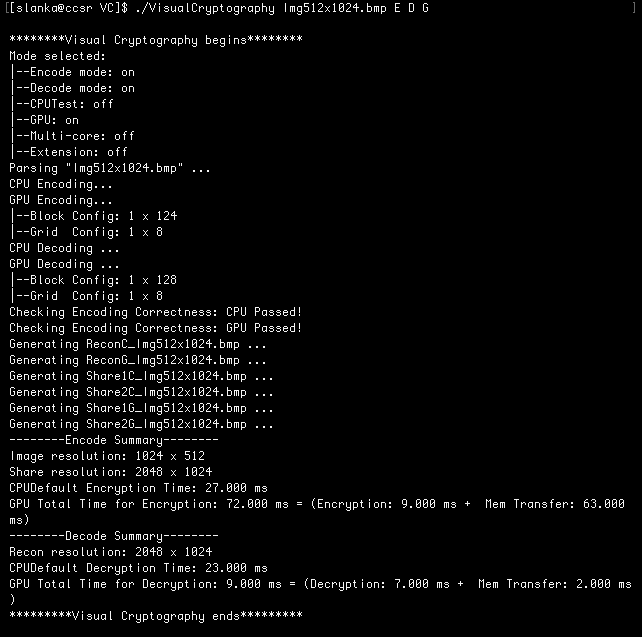 [[slanka@ccsr VC]$ ./VisualCryptography Img512x1024.bmp E D G ]
********Visual Cryptography begins********
Mode selected:
|--Encode mode: on
|--Decode mode: on
|--CPUTest: off
|--GPU: on
|--Multi-core: off
|--Extension: off
Parsing "Img512x1024.bmp" ...
CPU Encoding...
GPU Encoding...
|--Block Config: 1 x 124
|--Grid  Config: 1 x 8
CPU Decoding ...
GPU Decoding ...
|--Block Config: 1 x 128
|--Grid  Config: 1 x 8
Checking Encoding Correctness: CPU Passed!
Checking Encoding Correctness: GPU Passed!
Generating ReconC_Img512x1024.bmp ...
Generating ReconG_Img512x1024.bmp ...
Generating Share1C_Img512x1024.bmp ...
Generating Share2C_Img512x1024.bmp ...
Generating Share1G_Img512x1024.bmp ...
Generating Share2G_Img512x1024.bmp ...
--------Encode Summary--------
Image resolution: 1024 x 512
Share resolution: 2048 x 1024
CPUDefault Encryption Time: 27.000 ms
GPU Total Time for Encryption: 72.000 ms = (Encryption: 9.000 ms +  Mem Transfer: 63.000
ms)
--------Decode Summary--------
Recon resolution: 2048 x 1024
CPUDefault Decryption Time: 23.000 ms
GPU Total Time for Decryption: 9.000 ms = (Decryption: 7.000 ms +  Mem Transfer: 2.000 ms
)
*********Visual Cryptography ends*********